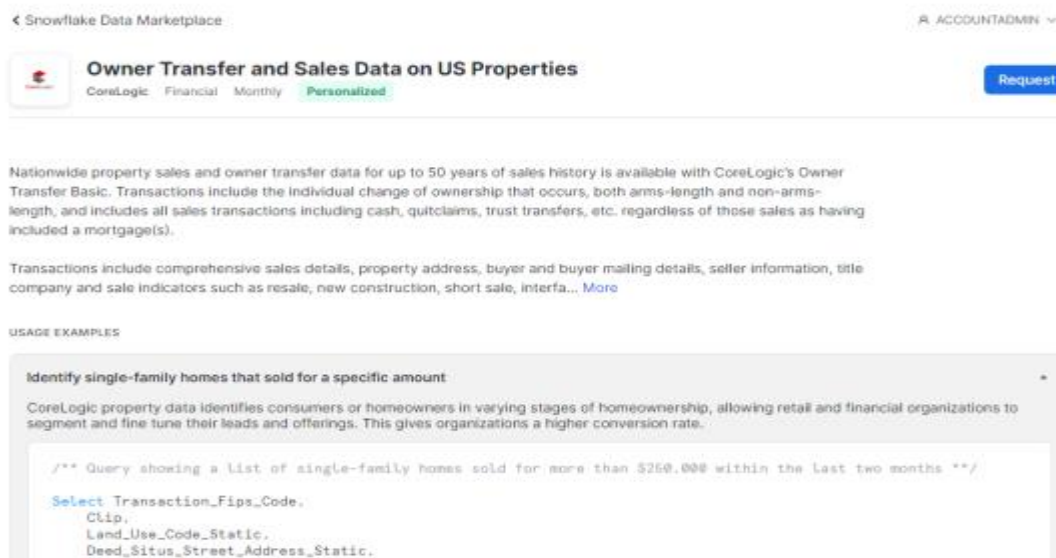 Snowflake Data Marketplace
ACCOUNTADMIN
Owner Transfer and Sales Data on US Properties
CoreLogic Financial Monthly Personalized
Request
Nationwide property sales and owner transfer data for up to 50 years of sales history is available with CoreLogic's Owner
Transfer Basic. Transactions include the individual change of ownership that occurs, both arms-length and non-arms-
length, and includes all sales transactions including cash, quitclaims, trust transfers, etc. regardless of those sales as having
included a mortgage(s).
Transactions include comprehensive sales details, property address, buyer and buyer mailing details, seller information, title
company and sale indicators such as resale, new construction, short sale, interfa... More
USAGE EXAMPLES
Identify single-family homes that sold for a specific amount
CoreLogic property data identifies consumers or homeowners in varying stages of homeownership, allowing retail and financial organizations to
segment and fine tune their leads and offerings. This gives organizations a higher conversion rate.
/** Query showing a list of single-family homes sold for more than $250,000 within the last two months **/
Select Transaction_Fips_Code,
Clip,
Land_Use_Code_Static,
Deed_Situs_Street_Address_Static,